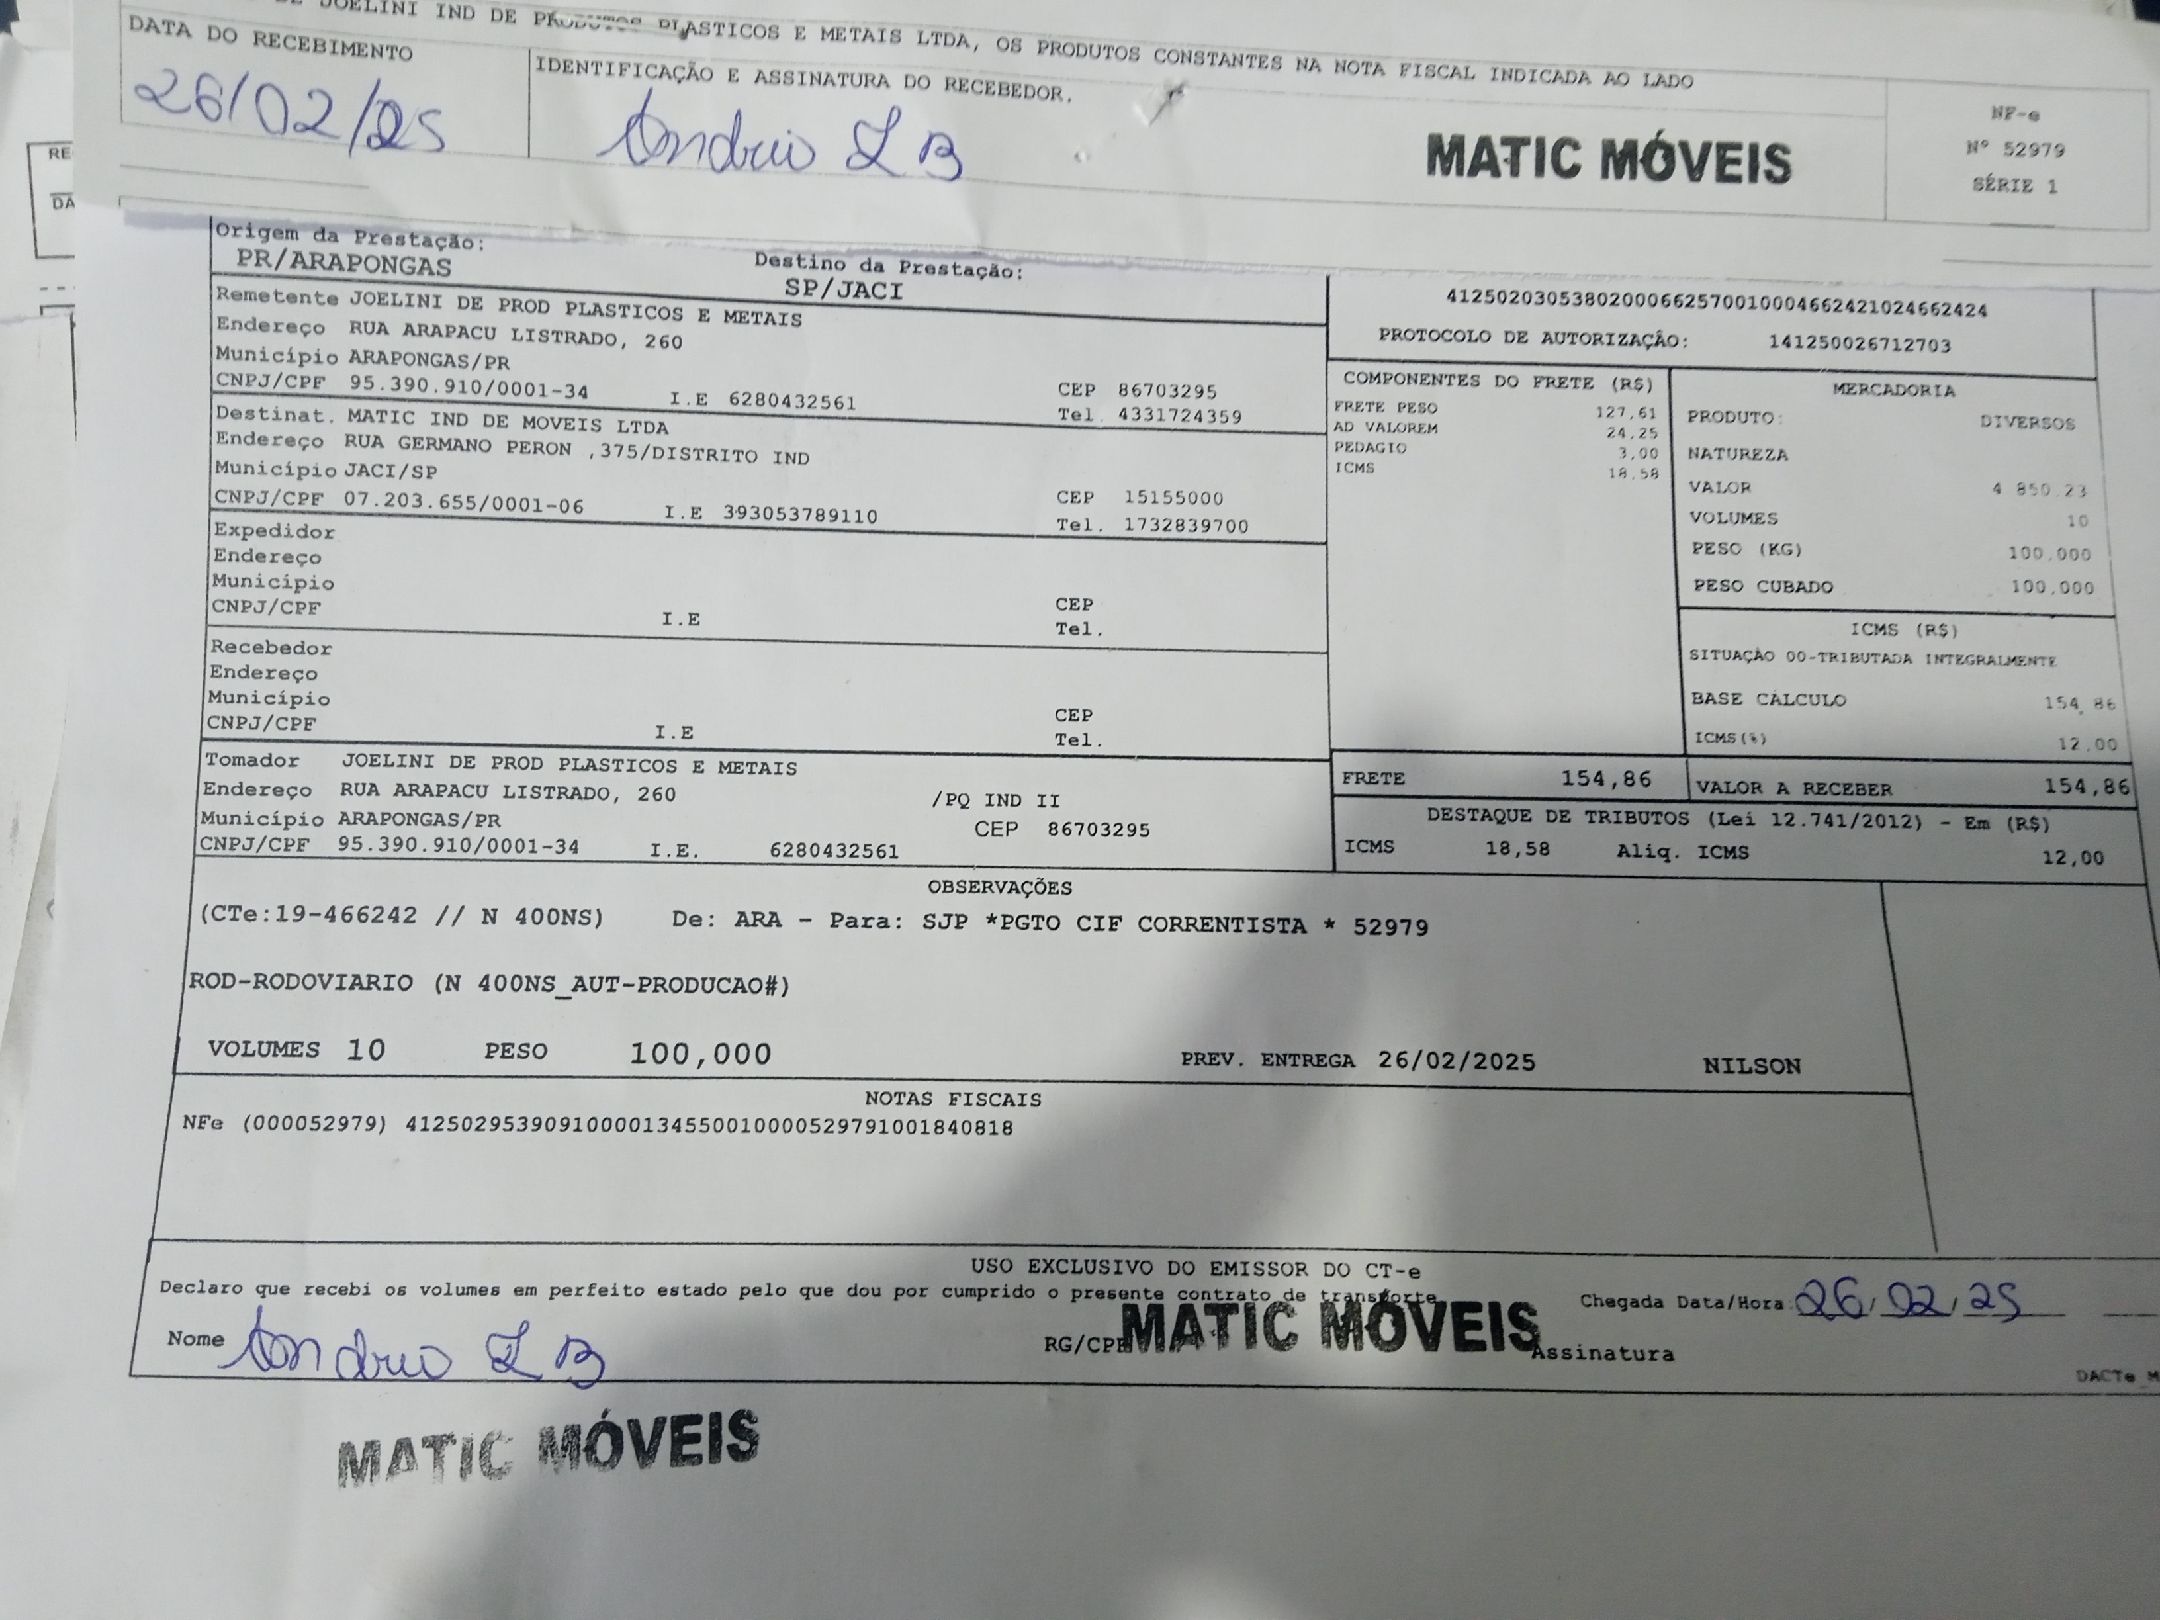 JOELINI IND DE PRODUTOS PLASTICOS E METAIS LTDA, OS PRODUTOS CONSTANTES NA NOTA FISCAL INDICADA AO LADO
DATA DO RECEBIMENTO
26/02/25
IDENTIFICAÇÃO E ASSINATURA DO RECEBEDOR.
L B
MATIC MÓVEIS
NF-e
Nº 52979
SÉRIE 1
RE
DA
Origem da Prestação:
PR/ARAPONGAS
Destino da Prestação:
SP/JACI
Remetente JOELINI DE PROD PLASTICOS E METAIS
Endereço RUA ARAPACU LISTRADO, 260
Município ARAPONGAS/PR
CNPJ/CPF 95.390.910/0001-34 I.E 6280432561
CEP 86703295
Tel. 4331724359
Destinat. MATIC IND DE MOVEIS LTDA
Endereço RUA GERMANO PERON ,375/DISTRITO IND
Município JACI/SP
CNPJ/CPF 07.203.655/0001-06 I.E 393053789110
CEP 15155000
Tel. 1732839700
Expedidor
Endereço
Município
CNPJ/CPF I.E
CEP
Tel.
Recebedor
Endereço
Município
CNPJ/CPF I.E
CEP
Tel.
Tomador JOELINI DE PROD PLASTICOS E METAIS
Endereço RUA ARAPACU LISTRADO, 260 /PQ IND II
Município ARAPONGAS/PR CEP 86703295
CNPJ/CPF 95.390.910/0001-34 I.E. 6280432561
41250203053802000662570010004662421024662424
PROTOCOLO DE AUTORIZAÇÃO: 141250026712703
COMPONENTES DO FRETE (R$)
FRETE PESO 127,61
AD VALOREM 24,25
PEDAGIO 3,00
ICMS 18,58
MERCADORIA
PRODUTO: DIVERSOS
NATUREZA
VALOR 4 850,23
VOLUMES 10
PESO (KG) 100,000
PESO CUBADO 100,000
ICMS (R$)
SITUAÇÃO 00-TRIBUTADA INTEGRALMENTE
BASE CÁLCULO 154,86
ICMS(%) 12,00
FRETE 154,86
VALOR A RECEBER 154,86
DESTAQUE DE TRIBUTOS (Lei 12.741/2012) - Em (R$)
ICMS 18,58 Aliq. ICMS 12,00
OBSERVAÇÕES
(CTe:19-466242 // N 400NS) De: ARA - Para: SJP *PGTO CIF CORRENTISTA * 52979
ROD-RODOVIARIO (N 400NS_AUT-PRODUCAO#)
VOLUMES 10 PESO 100,000 PREV. ENTREGA 26/02/2025 NILSON
NOTAS FISCAIS
NFe (000052979) 41250295390910000134550010000529791001840818
USO EXCLUSIVO DO EMISSOR DO CT-e
Declaro que recebi os volumes em perfeito estado pelo que dou por cumprido o presente contrato de transporte
Chegada Data/Hora: 26/02/25
Nome L B
RG/CPF
MATIC MÓVEIS
Assinatura
DACTe_M
MATIC MÓVEIS